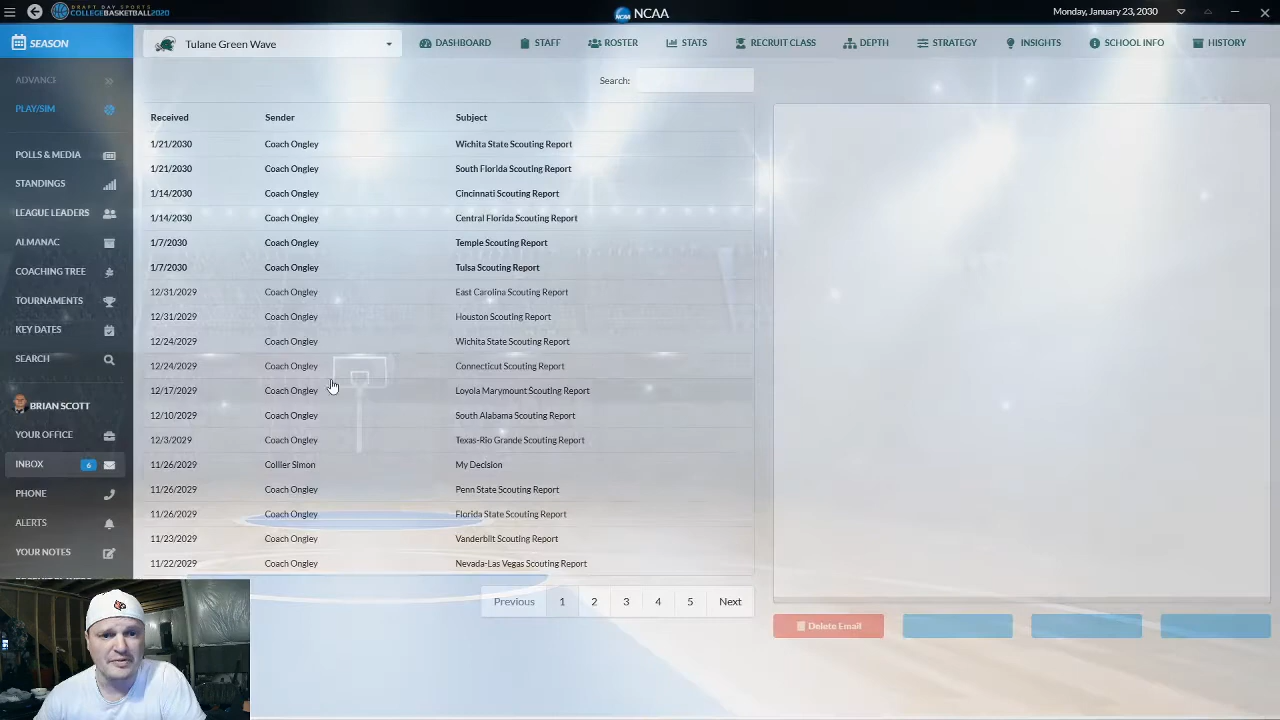 DRAFT DAY SPORTS
COLLEGE BASKETBALL 2020
NCAA NCAA
Monday, January 23, 2030
SEASON
Tulane Green Wave
DASHBOARD STAFF ROSTER STATS RECRUIT CLASS DEPTH STRATEGY INSIGHTS SCHOOL INFO HISTORY
ADVANCE
PLAY/SIM
POLLS & MEDIA
STANDINGS
LEAGUE LEADERS
ALMANAC
COACHING TREE
TOURNAMENTS
KEY DATES
SEARCH
BRIAN SCOTT
YOUR OFFICE
INBOX 6
PHONE
ALERTS
YOUR NOTES
Search:
Received Sender Subject
1/21/2030 Coach Ongley Wichita State Scouting Report
1/21/2030 Coach Ongley South Florida Scouting Report
1/14/2030 Coach Ongley Cincinnati Scouting Report
1/14/2030 Coach Ongley Central Florida Scouting Report
1/7/2030 Coach Ongley Temple Scouting Report
1/7/2030 Coach Ongley Tulsa Scouting Report
12/31/2029 Coach Ongley East Carolina Scouting Report
12/31/2029 Coach Ongley Houston Scouting Report
12/24/2029 Coach Ongley Wichita State Scouting Report
12/24/2029 Coach Ongley Connecticut Scouting Report
12/17/2029 Coach Ongley Loyola Marymount Scouting Report
12/10/2029 Coach Ongley South Alabama Scouting Report
12/3/2029 Coach Ongley Texas-Rio Grande Scouting Report
11/26/2029 Collier Simon My Decision
11/26/2029 Coach Ongley Penn State Scouting Report
11/26/2029 Coach Ongley Florida State Scouting Report
11/23/2029 Coach Ongley Vanderbilt Scouting Report
11/22/2029 Coach Ongley Nevada-Las Vegas Scouting Report
Previous 1 2 3 4 5 Next
Delete Email